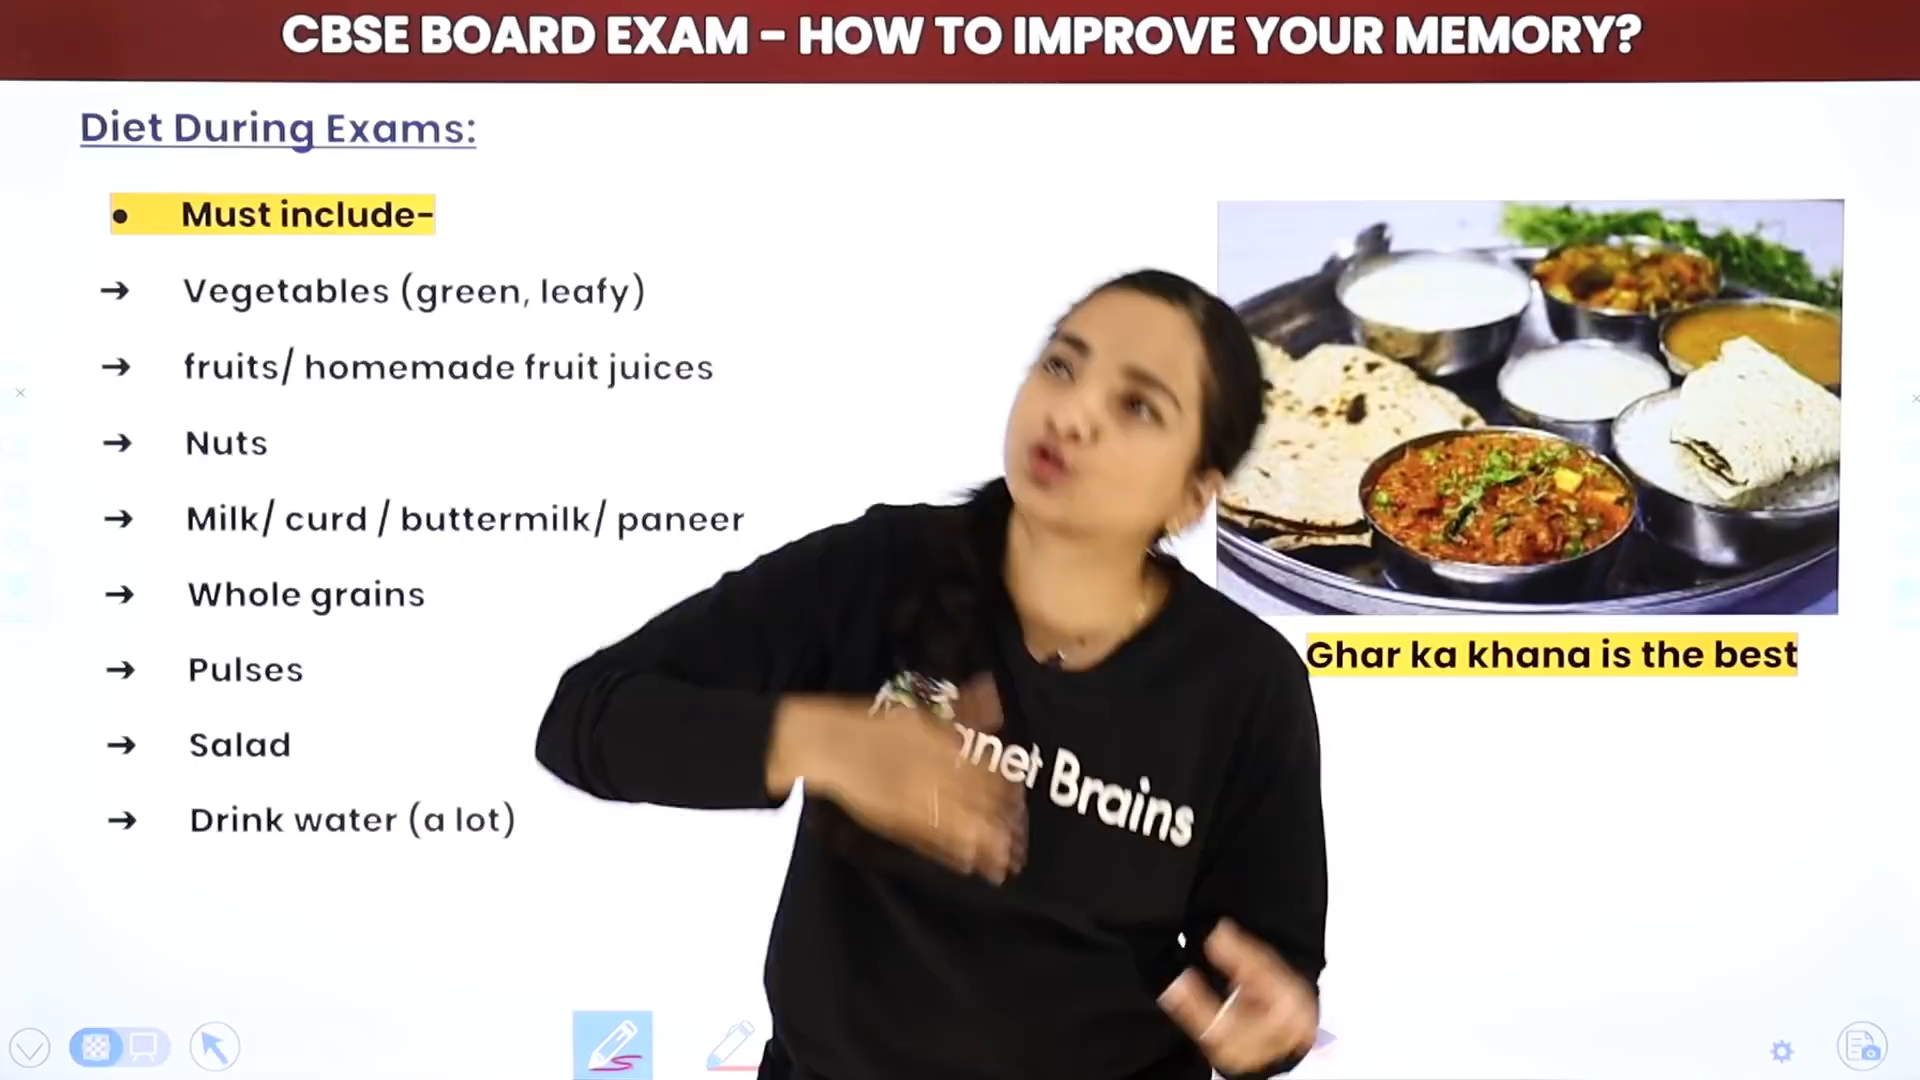 CBSE BOARD EXAM - HOW TO IMPROVE YOUR MEMORY?
Diet During Exams:
● Must include-
→ Vegetables (green, leafy)
→ fruits/ homemade fruit juices
→ Nuts
→ Milk/ curd / buttermilk/ paneer
→ Whole grains
→ Pulses
→ Salad
→ Drink water (a lot)
Ghar ka khana is the best
Brains